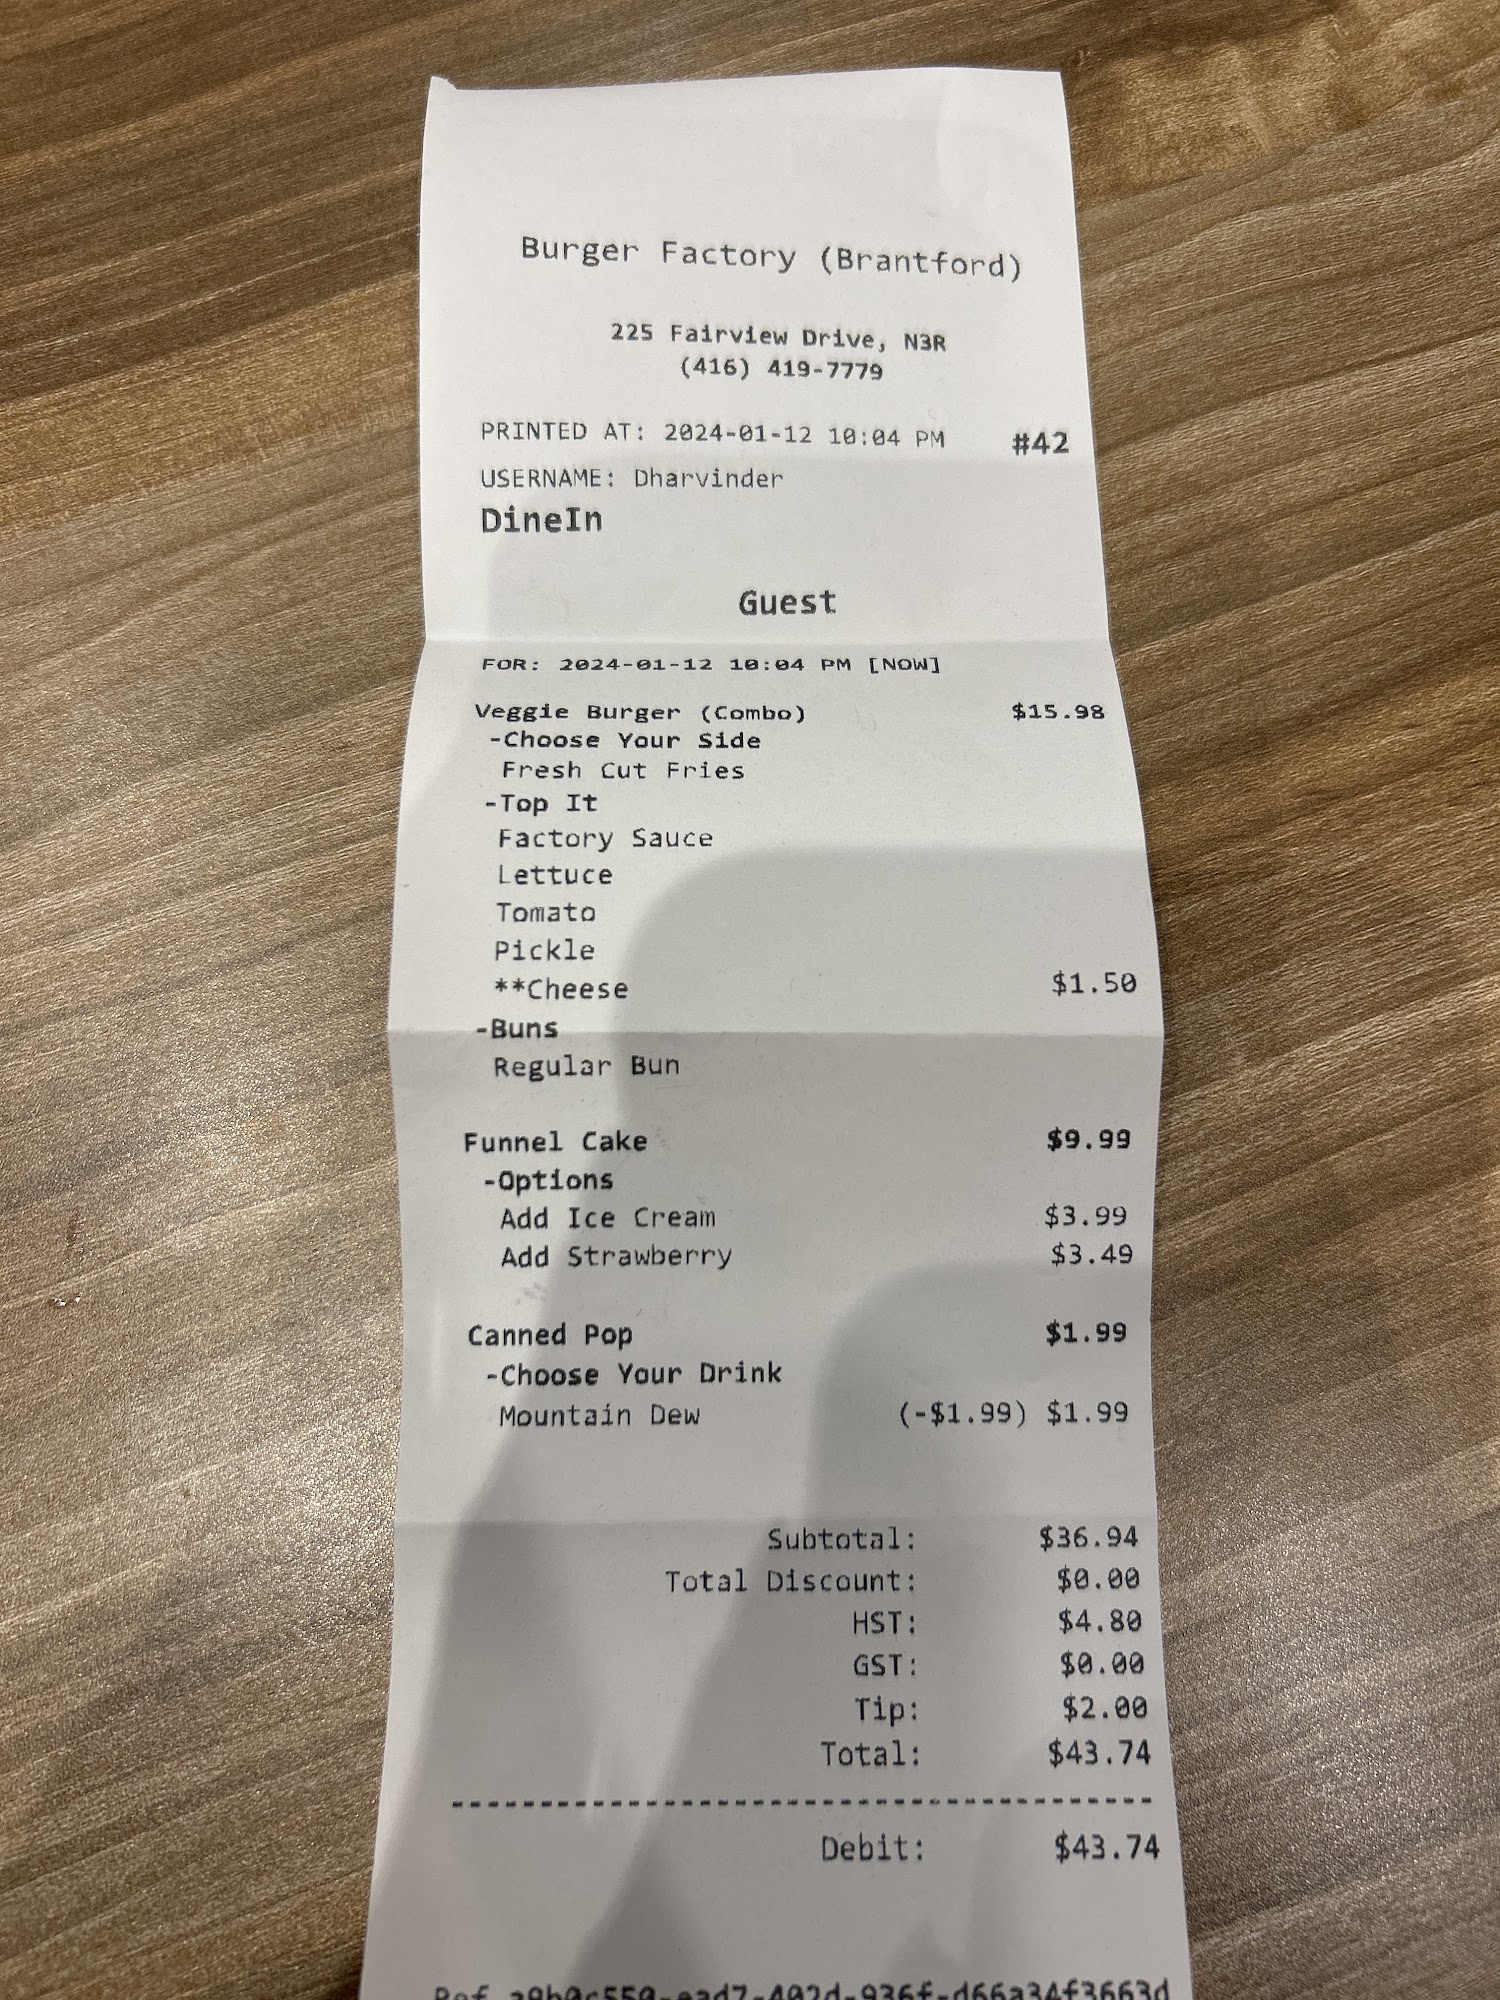 Burger Factory (Brantford)
225 Fairview Drive, N3R
(416) 419-7779
PRINTED AT: 2024-01-12 10:04 PM #42
USERNAME: Dharvinder
DineIn
Guest
FOR: 2024-01-12 10:04 PM [NOW]
Veggie Burger (Combo) $15.98
-Choose Your Side
Fresh Cut Fries
-Top It
Factory Sauce
Lettuce
Tomato
Pickle
**Cheese $1.50
-Buns
Regular Bun
Funnel Cake $9.99
-Options
Add Ice Cream $3.99
Add Strawberry $3.49
Canned Pop $1.99
-Choose Your Drink
Mountain Dew (-$1.99) $1.99
Subtotal: $36.94
Total Discount: $0.00
HST: $4.80
GST: $0.00
Tip: $2.00
Total: $43.74
Debit: $43.74